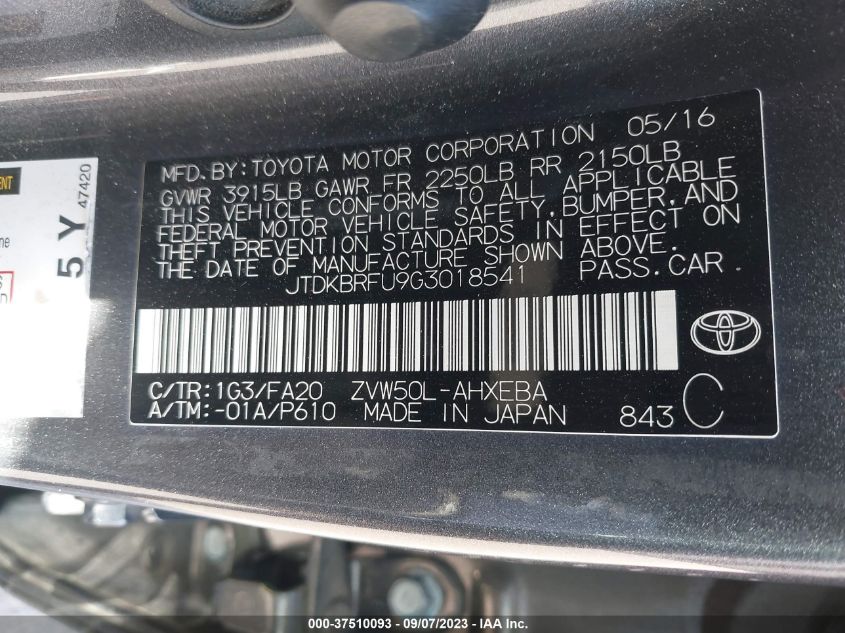 MFD.BY:TOYOTA MOTOR CORPORATION 05/16
GVWR 3915LB GAWR FR 2250LB RR 2150LB
THIS VEHICLE CONFORMS TO ALL APPLICABLE
FEDERAL MOTOR VEHICLE SAFETY,BUMPER,AND
THEFT PREVENTION STANDARDS IN EFFECT ON
THE DATE OF MANUFACTURE SHOWN ABOVE.
JTDKBRFU9G3018541 PASS.CAR
C/TR:1G3/FA20 ZVW50L-AHXEBA
A/TM:-01A/P610 MADE IN JAPAN 843 C
5 Y
47420
000-37510093 - 09/07/2023 - IAA Inc.